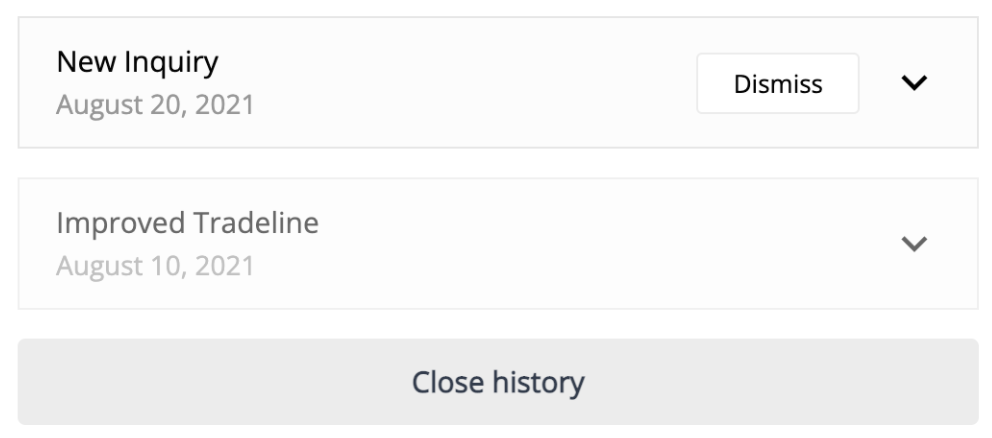 New Inquiry
August 20, 2021
Dismiss
Improved Tradeline
August 10, 2021
Close history